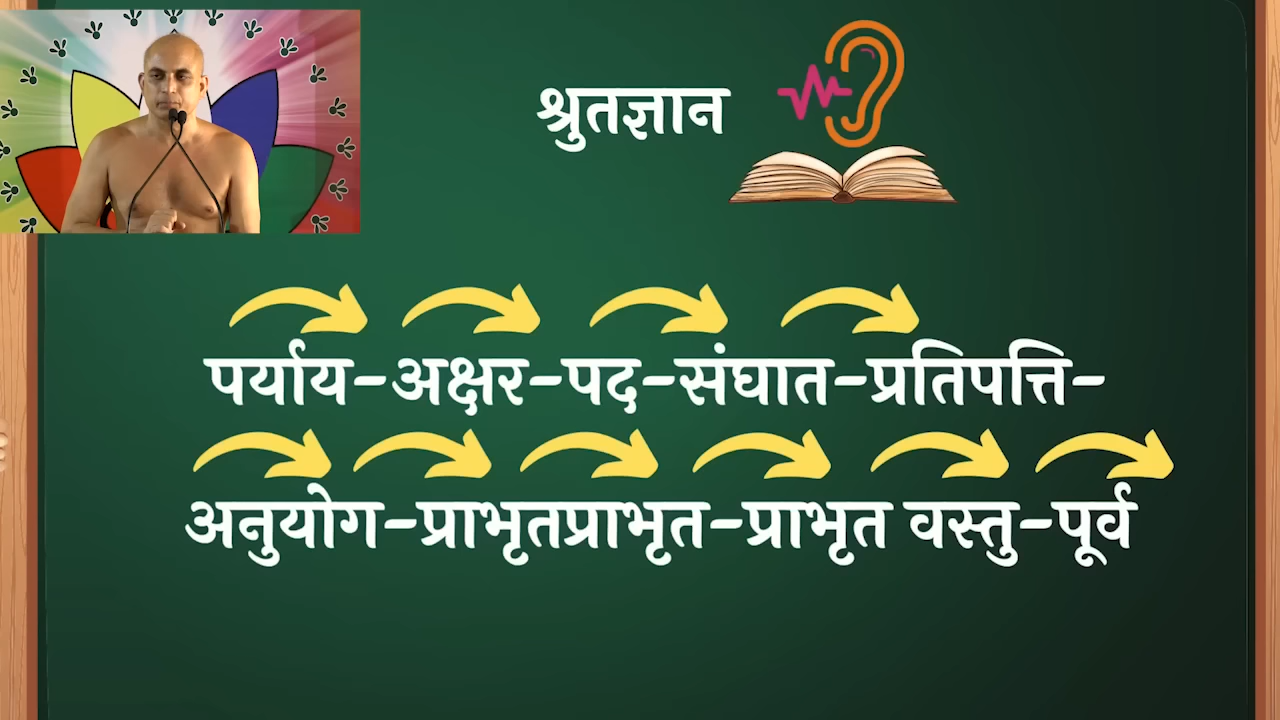 श्रुतज्ञान
पर्याय-अक्षर-पद-संघात-प्रतिपत्ति-
अनुयोग-प्राभृतप्राभृत-प्राभृत वस्तु-पूर्व